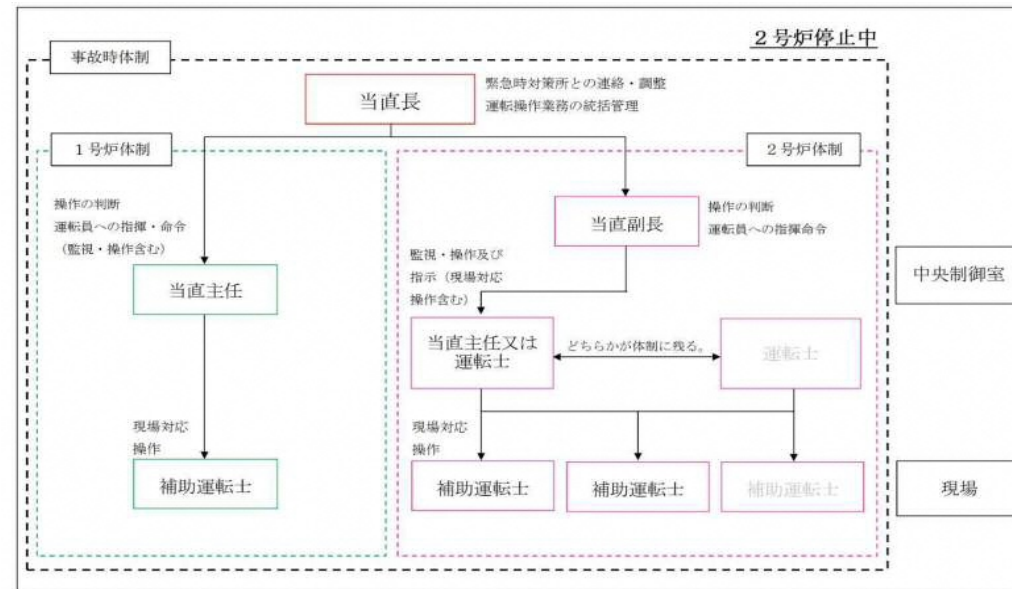 ２号炉停止中
事故時体制
当直長
緊急時対策所との連絡・調整
運転操作業務の統括管理
１号炉体制
２号炉体制
操作の判断
運転員への指揮・命令
（監視・操作含む）
当直主任
現場対応
操作
補助運転士
当直副長
操作の判断
運転員への指揮命令
監視・操作及び
指示（現場対応
操作含む）
当直主任又は
運転士
どちらかが体制に残る。
運転士
現場対応
操作
補助運転士
補助運転士
補助運転士
中央制御室
現場